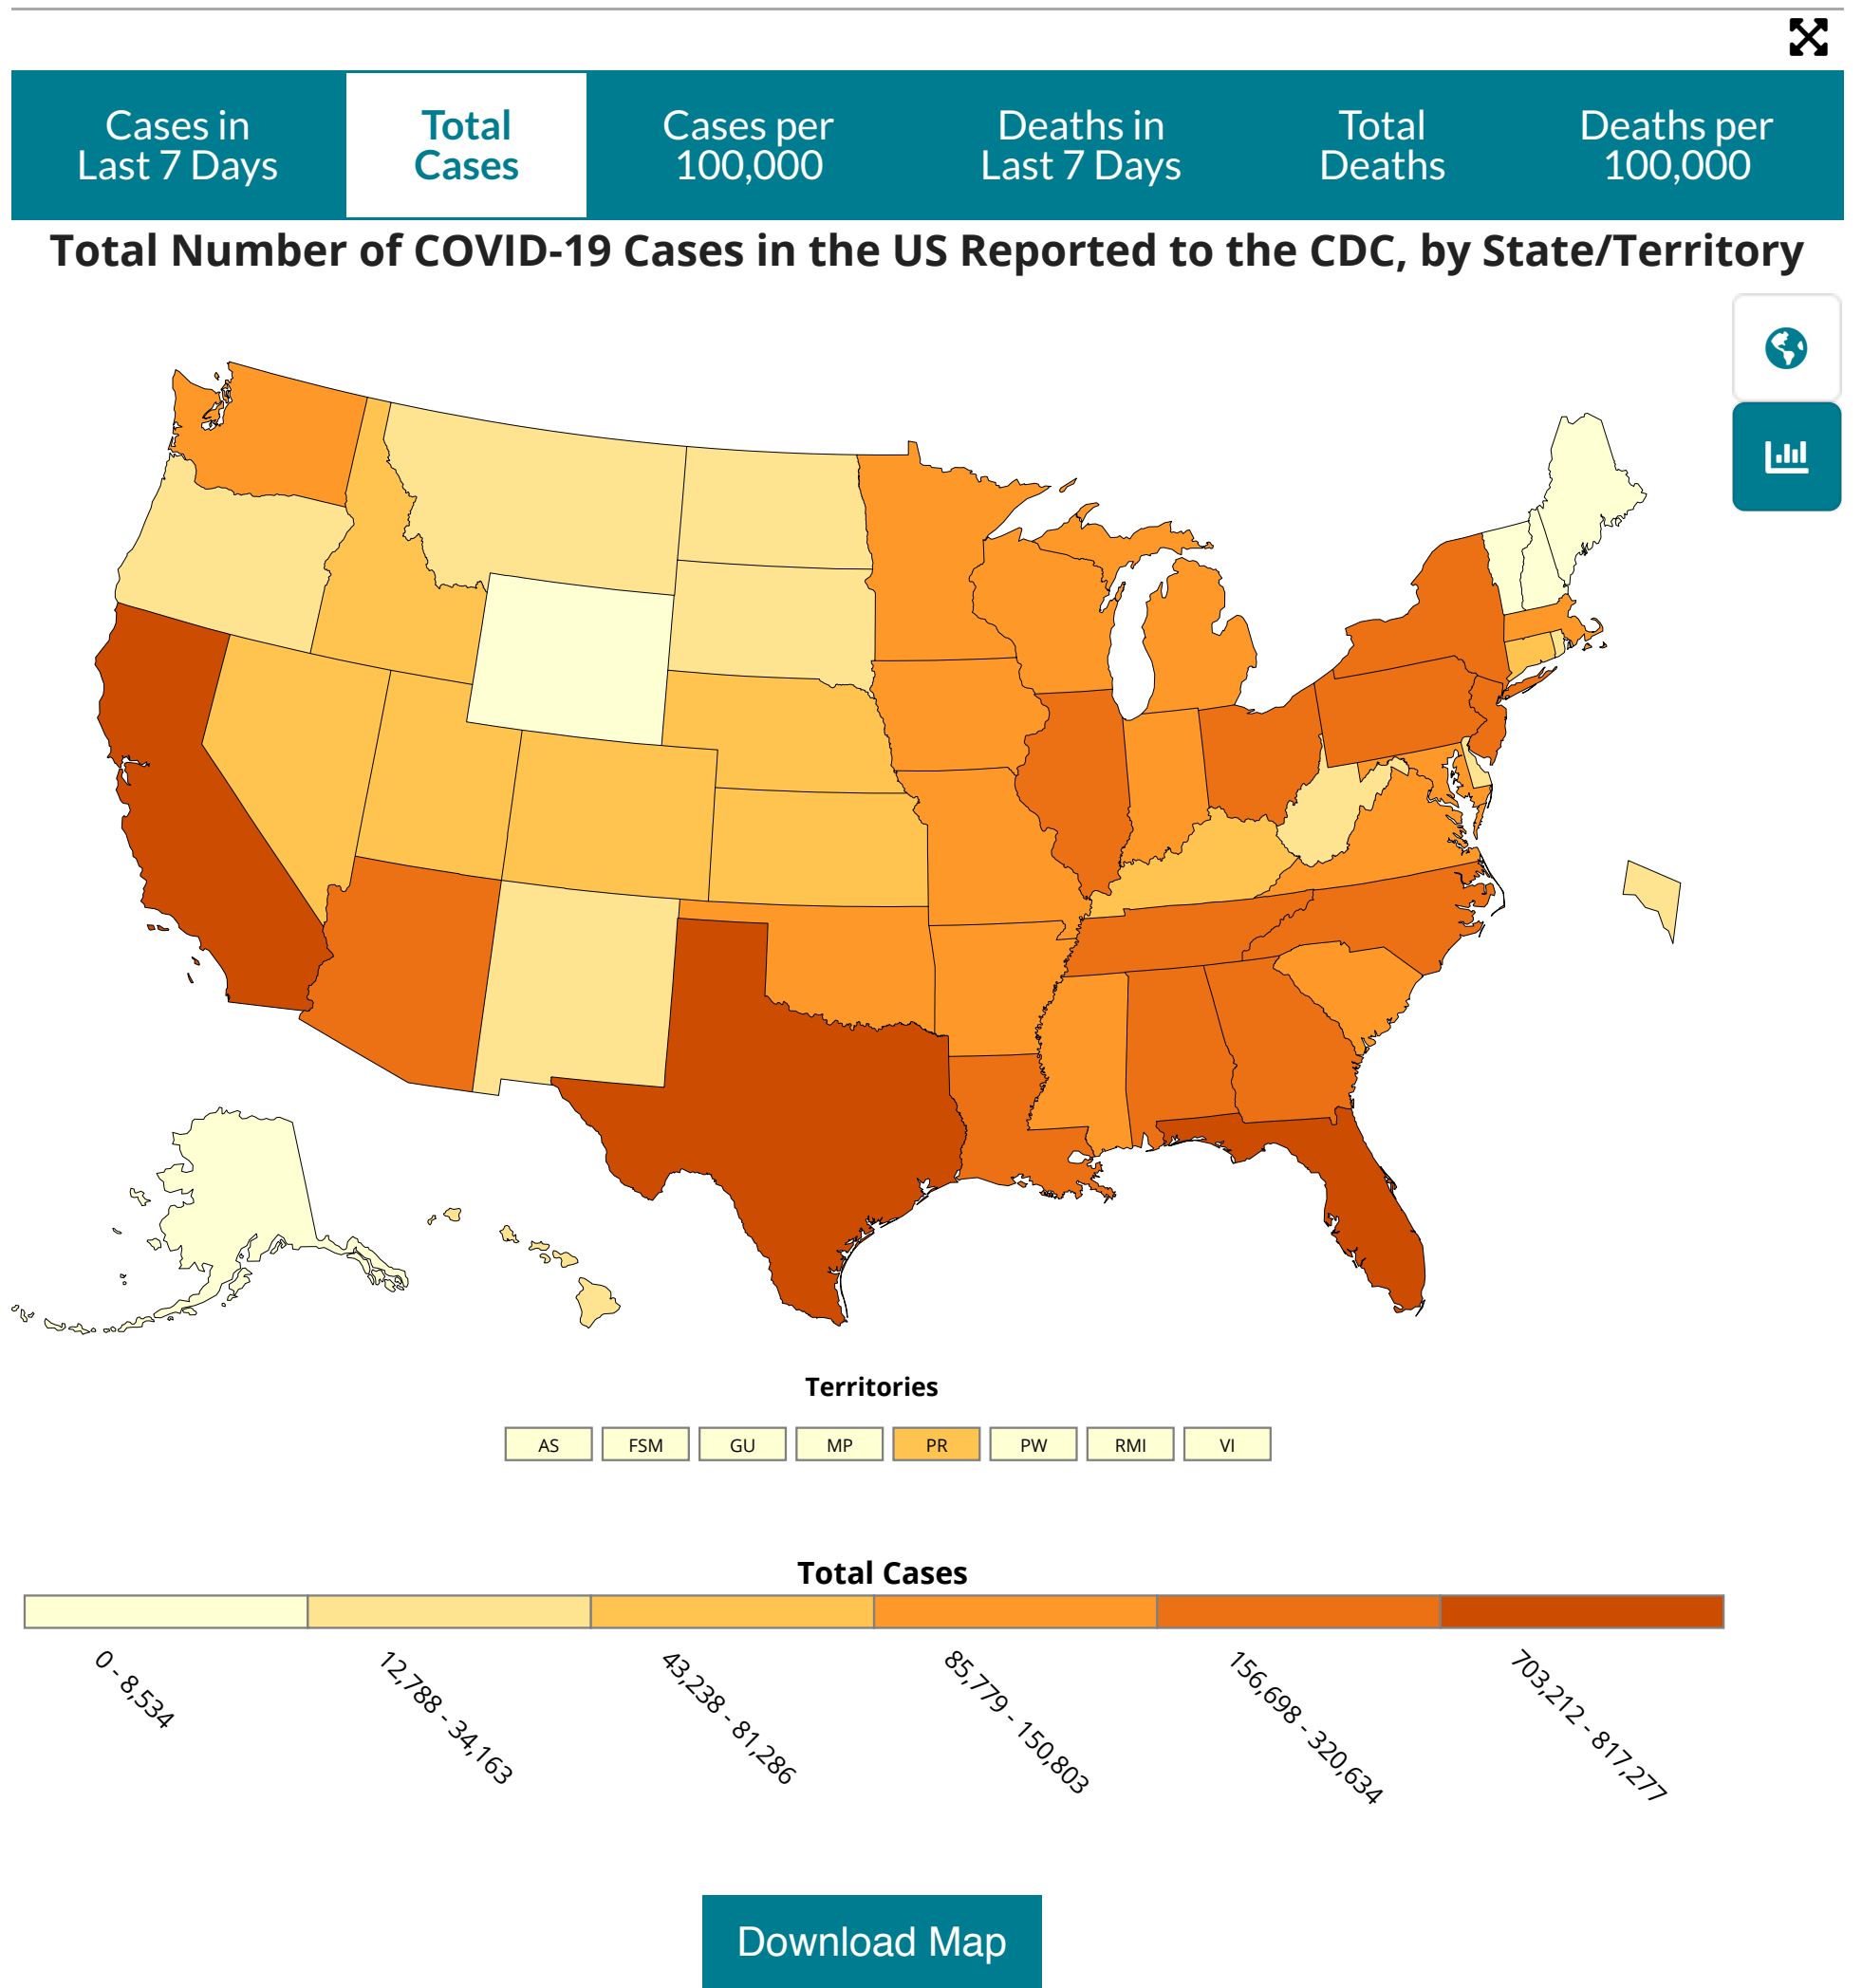 Cases in
Last 7 Days
Total
Cases
Cases per
100,000
Deaths in
Last 7 Days
Total
Deaths
Deaths per
100,000
Total Number of COVID-19 Cases in the US Reported to the CDC, by State/Territory
Territories
AS
FSM
GU
MP
PR
PW
RMI
VI
Total Cases
0 - 8,534
12,788 - 34,163
43,238 - 81,286
85,779 - 150,803
156,698 - 320,634
703,212 - 817,277
Download Map